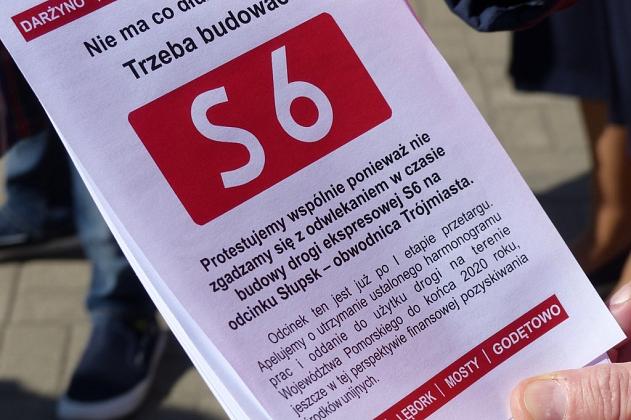 DARŻYNO
Nie ma co
Trzeba budować
S6
Protestujemy wspólnie ponieważ nie
zgadzamy się z odwlekaniem w czasie
budowy drogi ekspresowej S6 na
odcinku Słupsk – obwodnica Trójmiasta.
Odcinek ten jest już po I etapie przetargu.
Apelujemy o utrzymanie ustalonego harmonogramu
prac i oddanie do użytku drogi na terenie
Województwa Pomorskiego do końca 2020 roku,
jeszcze w tej perspektywie finansowej pozyskiwania
środków unijnych.
LĘBORK | MOSTY | GODĘTOWO